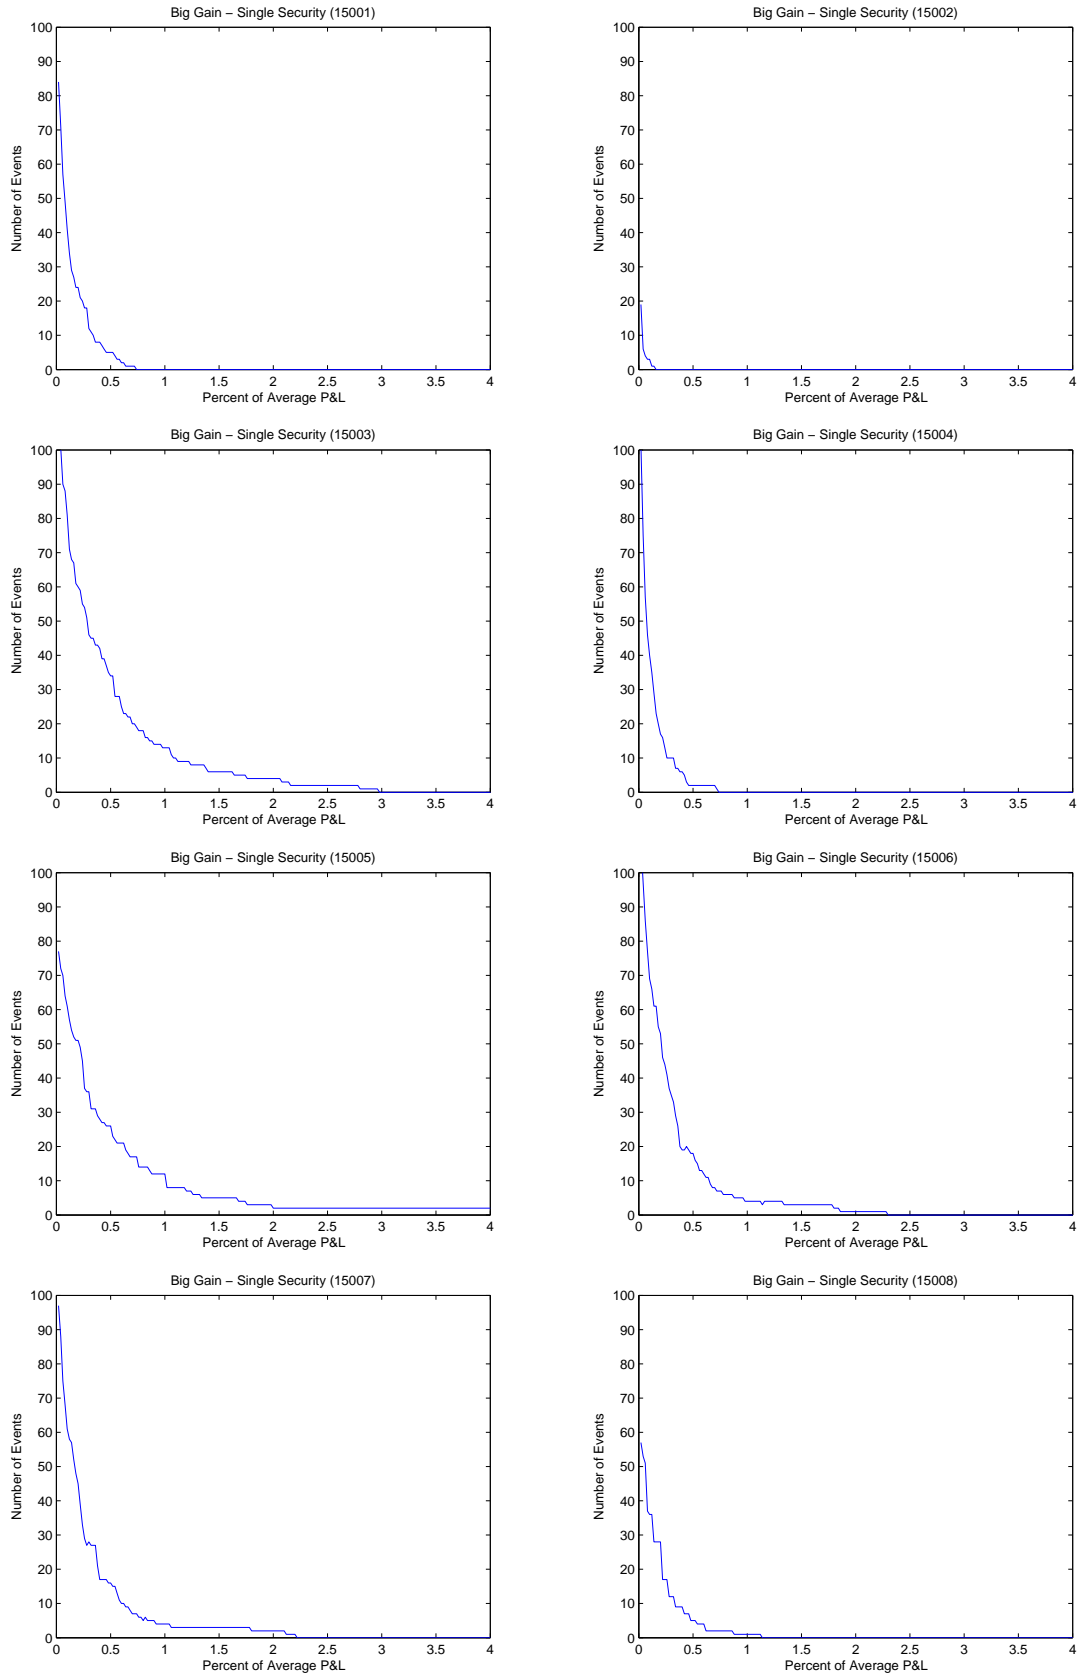 Big Gain − Single Security (15001)
100
90
80
70
60
50
40
30
20
10
0
0 0.5 1 1.5 2 2.5 3 3.5 4
Number of Events
Percent of Average P&L
Big Gain − Single Security (15002)
100
90
80
70
60
50
40
30
20
10
0
0 0.5 1 1.5 2 2.5 3 3.5 4
Number of Events
Percent of Average P&L
Big Gain − Single Security (15003)
100
90
80
70
60
50
40
30
20
10
0
0 0.5 1 1.5 2 2.5 3 3.5 4
Number of Events
Percent of Average P&L
Big Gain − Single Security (15004)
100
90
80
70
60
50
40
30
20
10
0
0 0.5 1 1.5 2 2.5 3 3.5 4
Number of Events
Percent of Average P&L
Big Gain − Single Security (15005)
100
90
80
70
60
50
40
30
20
10
0
0 0.5 1 1.5 2 2.5 3 3.5 4
Number of Events
Percent of Average P&L
Big Gain − Single Security (15006)
100
90
80
70
60
50
40
30
20
10
0
0 0.5 1 1.5 2 2.5 3 3.5 4
Number of Events
Percent of Average P&L
Big Gain − Single Security (15007)
100
90
80
70
60
50
40
30
20
10
0
0 0.5 1 1.5 2 2.5 3 3.5 4
Number of Events
Percent of Average P&L
Big Gain − Single Security (15008)
100
90
80
70
60
50
40
30
20
10
0
0 0.5 1 1.5 2 2.5 3 3.5 4
Number of Events
Percent of Average P&L